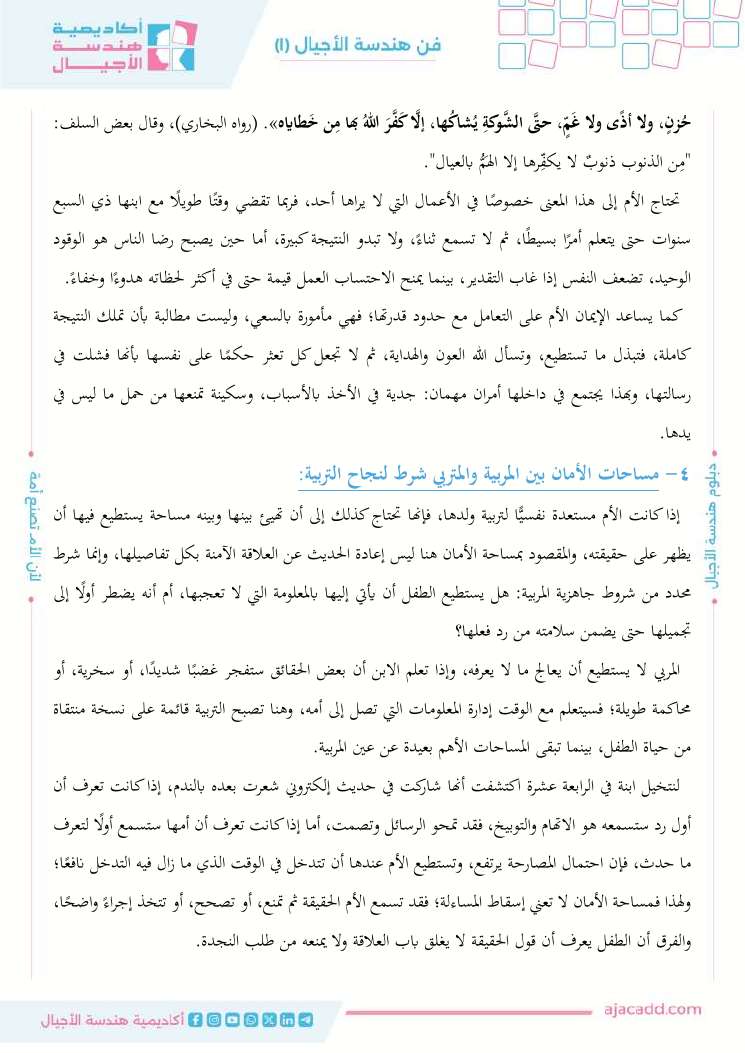 أكاديمية
هندسة
الأجيال
فن هندسة الأجيال (١)
حُزنٍ، ولا أذًى ولا غَمٍّ، حتَّى الشَّوكةِ يُشاكُها، إلَّا كَفَّرَ اللهُ بها مِن خَطاياه». (رواه البخاري)، وقال بعض السلف:
"مِن الذنوب ذنوبٌ لا يكفِّرها إلا الهَمُّ بالعيال".
تحتاج الأم إلى هذا المعنى خصوصًا في الأعمال التي لا يراها أحد، فربما تقضي وقتًا طويلًا مع ابنها ذي السبع
سنوات حتى يتعلم أمرًا بسيطًا، ثم لا تسمع ثناءً، ولا تبدو النتيجة كبيرة، أما حين يصبح رضا الناس هو الوقود
الوحيد، تضعف النفس إذا غاب التقدير، بينما يمنح الاحتساب العمل قيمة حتى في أكثر لحظاته هدوءًا وخفاءً.
كما يساعد الإيمان الأم على التعامل مع حدود قدرتها؛ فهي مأمورة بالسعي، وليست مطالبة بأن تملك النتيجة
كاملة، فتبذل ما تستطيع، وتسأل الله العون والهداية، ثم لا تجعل كل تعثر حكمًا على نفسها بأنها فشلت في
رسالتها، وبهذا يجتمع في داخلها أمران مهمان: جدية في الأخذ بالأسباب، وسكينة تمنعها من حمل ما ليس في
يدها.
٤- مساحات الأمان بين المربية والمتربي شرط لنجاح التربية:
إذا كانت الأم مستعدة نفسيًّا لتربية ولدها، فإنها تحتاج كذلك إلى أن تهيئ بينها وبينه مساحة يستطيع فيها أن
يظهر على حقيقته، والمقصود بمساحة الأمان هنا ليس إعادة الحديث عن العلاقة الآمنة بكل تفاصيلها، وإنما شرط
محدد من شروط جاهزية المربية: هل يستطيع الطفل أن يأتي إليها بالمعلومة التي لا تعجبها، أم أنه يضطر أولًا إلى
تجميلها حتى يضمن سلامته من رد فعلها؟
المربي لا يستطيع أن يعالج ما لا يعرفه، وإذا تعلم الابن أن بعض الحقائق ستفجر غضبًا شديدًا، أو سخرية، أو
محاكمة طويلة؛ فسيتعلم مع الوقت إدارة المعلومات التي تصل إلى أمه، وهنا تصبح التربية قائمة على نسخة منتقاة
من حياة الطفل، بينما تبقى المساحات الأهم بعيدة عن عين المربية.
لنتخيل ابنة في الرابعة عشرة اكتشفت أنها شاركت في حديث إلكتروني شعرت بعده بالندم، إذا كانت تعرف أن
أول رد ستسمعه هو الاتهام والتوبيخ، فقد تمحو الرسائل وتصمت، أما إذا كانت تعرف أن أمها ستسمع أولًا لتعرف
ما حدث، فإن احتمال المصارحة يرتفع، وتستطيع الأم عندها أن تتدخل في الوقت الذي ما زال فيه التدخل نافعًا؛
ولهذا فمساحة الأمان لا تعني إسقاط المساءلة؛ فقد تسمع الأم الحقيقة ثم تمنع، أو تصحح، أو تتخذ إجراءً واضحًا،
والفرق أن الطفل يعرف أن قول الحقيقة لا يغلق باب العلاقة ولا يمنعه من طلب النجدة.
دبلوم هندسة الأجيال
لأن الأم تصنع أمة
أكاديمية هندسة الأجيال
ajacadd.com